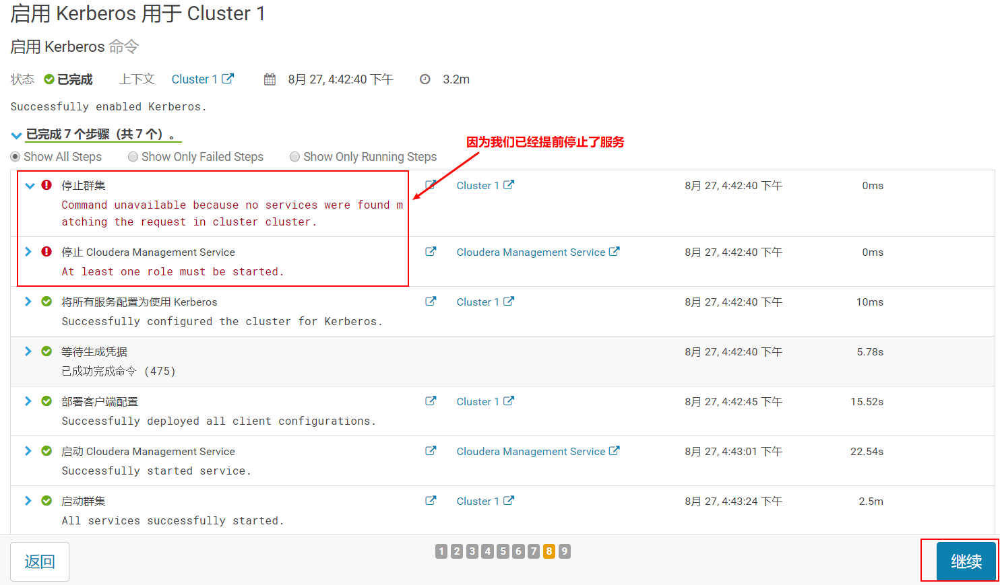 启用 Kerberos 用于 Cluster 1
启用 Kerberos 命令
状态 已完成 上下文 Cluster 1 8月 27, 4:42:40 下午 3.2m
Successfully enabled Kerberos.
已完成 7 个步骤（共 7 个）。
因为我们已经提前停止了服务
Show All Steps Show Only Failed Steps Show Only Running Steps
停止群集 Cluster 1 8月 27, 4:42:40 下午 0ms
Command unavailable because no services were found m
atching the request in cluster cluster.
停止 Cloudera Management Service Cloudera Management Service 8月 27, 4:42:40 下午 0ms
At least one role must be started.
将所有服务配置为使用 Kerberos Cluster 1 8月 27, 4:42:40 下午 10ms
Successfully configured the cluster for Kerberos.
等待生成凭据 8月 27, 4:42:40 下午 5.78s
已成功完成命令 (475)
部署客户端配置 Cluster 1 8月 27, 4:42:45 下午 15.52s
Successfully deployed all client configurations.
启动 Cloudera Management Service Cloudera Management Service 8月 27, 4:43:01 下午 22.54s
Successfully started service.
启动群集 Cluster 1 8月 27, 4:43:24 下午 2.5m
All services successfully started.
返回 1 2 3 4 5 6 7 8 9 继续